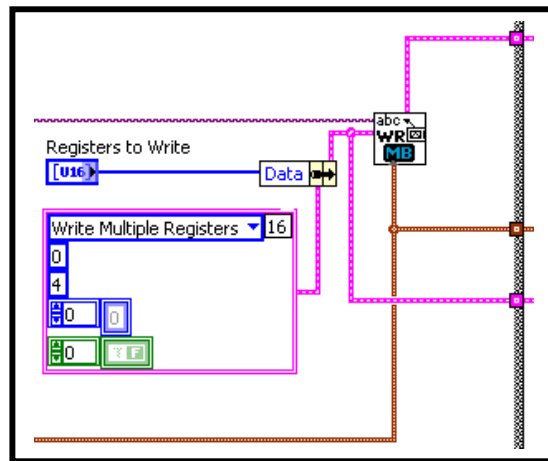 abc
WR
MB
Registers to Write
[U16]
Data
Write Multiple Registers 16
0
4
0 0
0 F